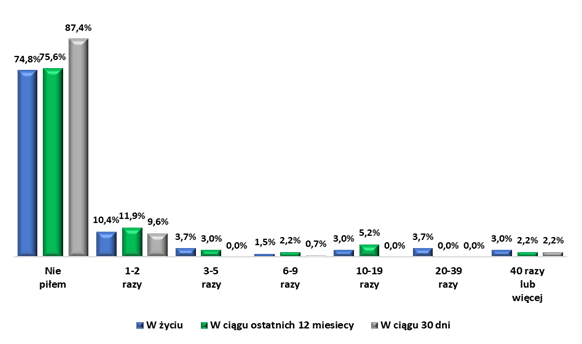 87,4%
74,8% 75,6%
10,4% 11,9% 9,6%
3,7% 3,0% 0,0%
1,5% 2,2% 0,7%
3,0% 5,2% 0,0%
3,7% 0,0% 0,0%
3,0% 2,2% 2,2%
Nie
piłem
1-2
razy
3-5
razy
6-9
razy
10-19
razy
20-39
razy
40 razy
lub
więcej
W życiu W ciągu ostatnich 12 miesiecy W ciągu 30 dni